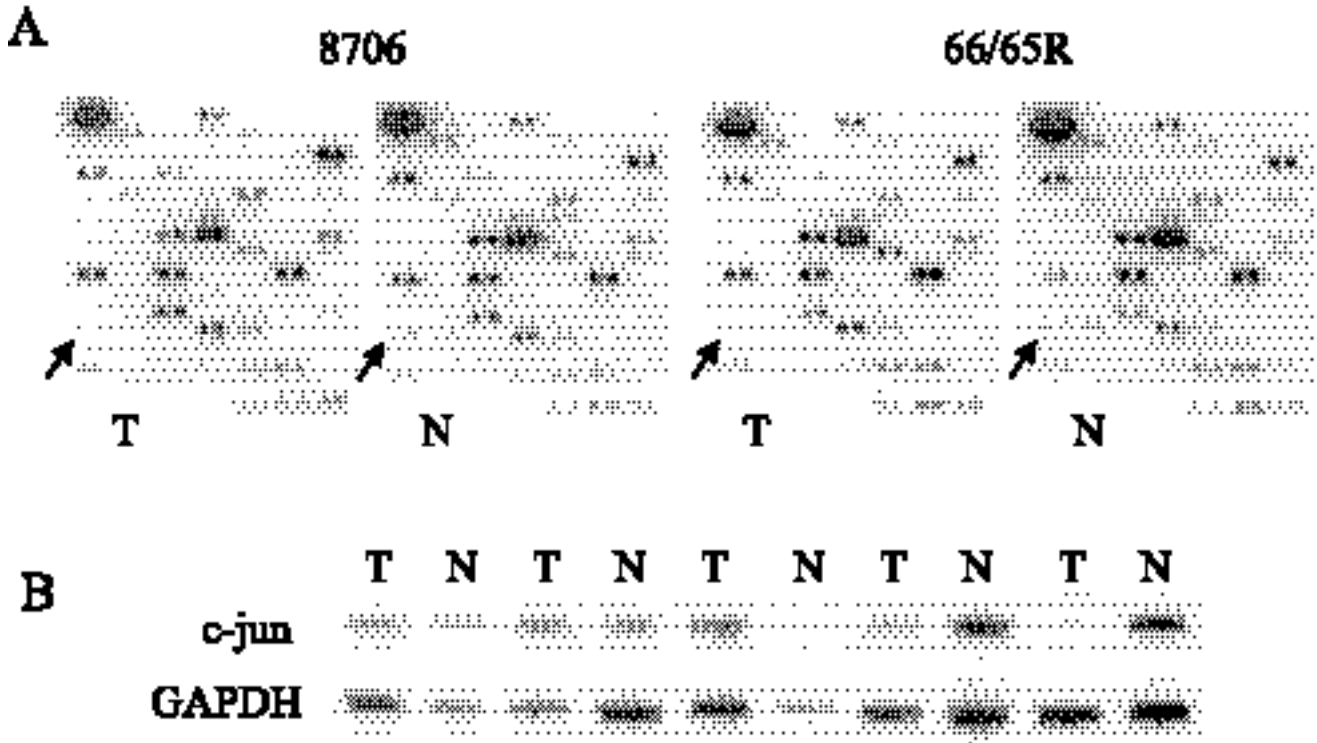 A
8706 66/65R
T N T N
B
T N T N T N T N T N
c-jun
GAPDH